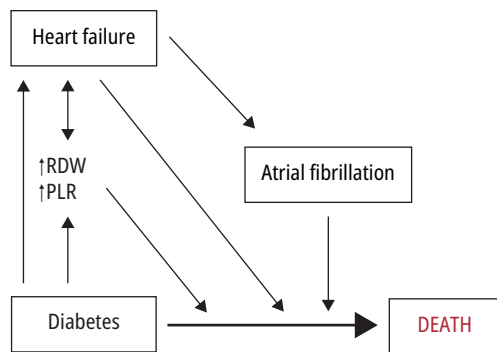 Heart failure
↑RDW
↑PLR
Atrial fibrillation
Diabetes
DEATH